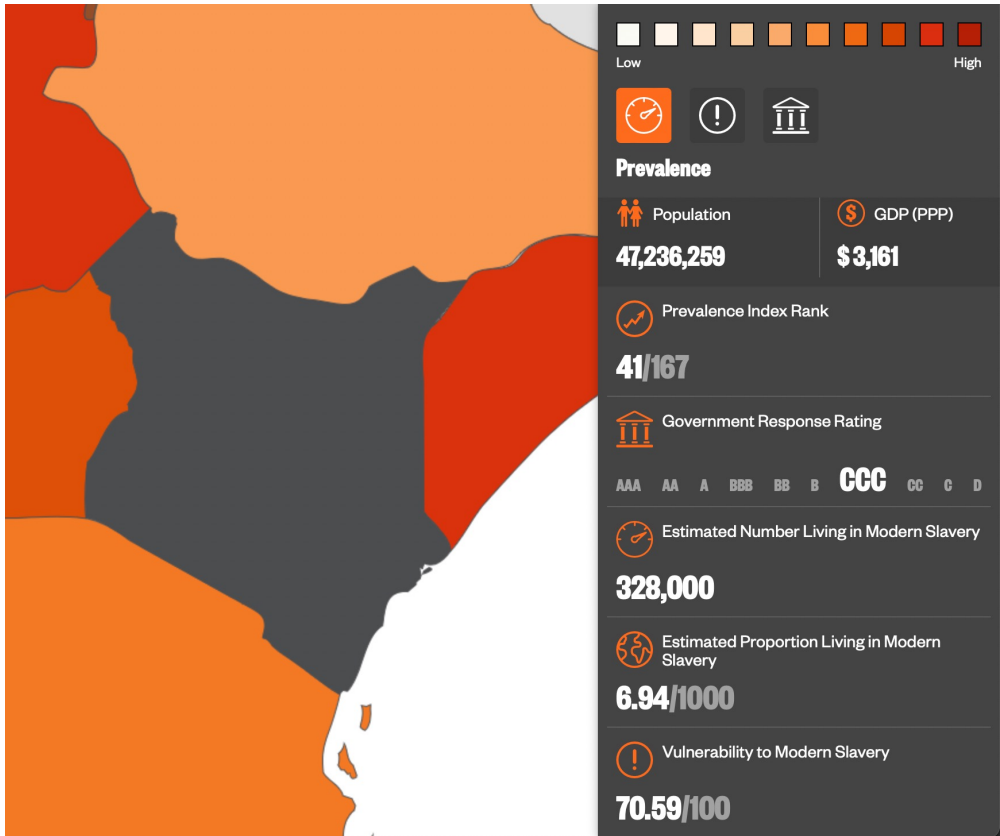 Low High
Prevalence
Population GDP (PPP)
47,236,259 $ 3,161
Prevalence Index Rank
41/167
Government Response Rating
AAA AA A BBB BB B CCC CC C D
Estimated Number Living in Modern Slavery
328,000
Estimated Proportion Living in Modern
Slavery
6.94/1000
Vulnerability to Modern Slavery
70.59/100